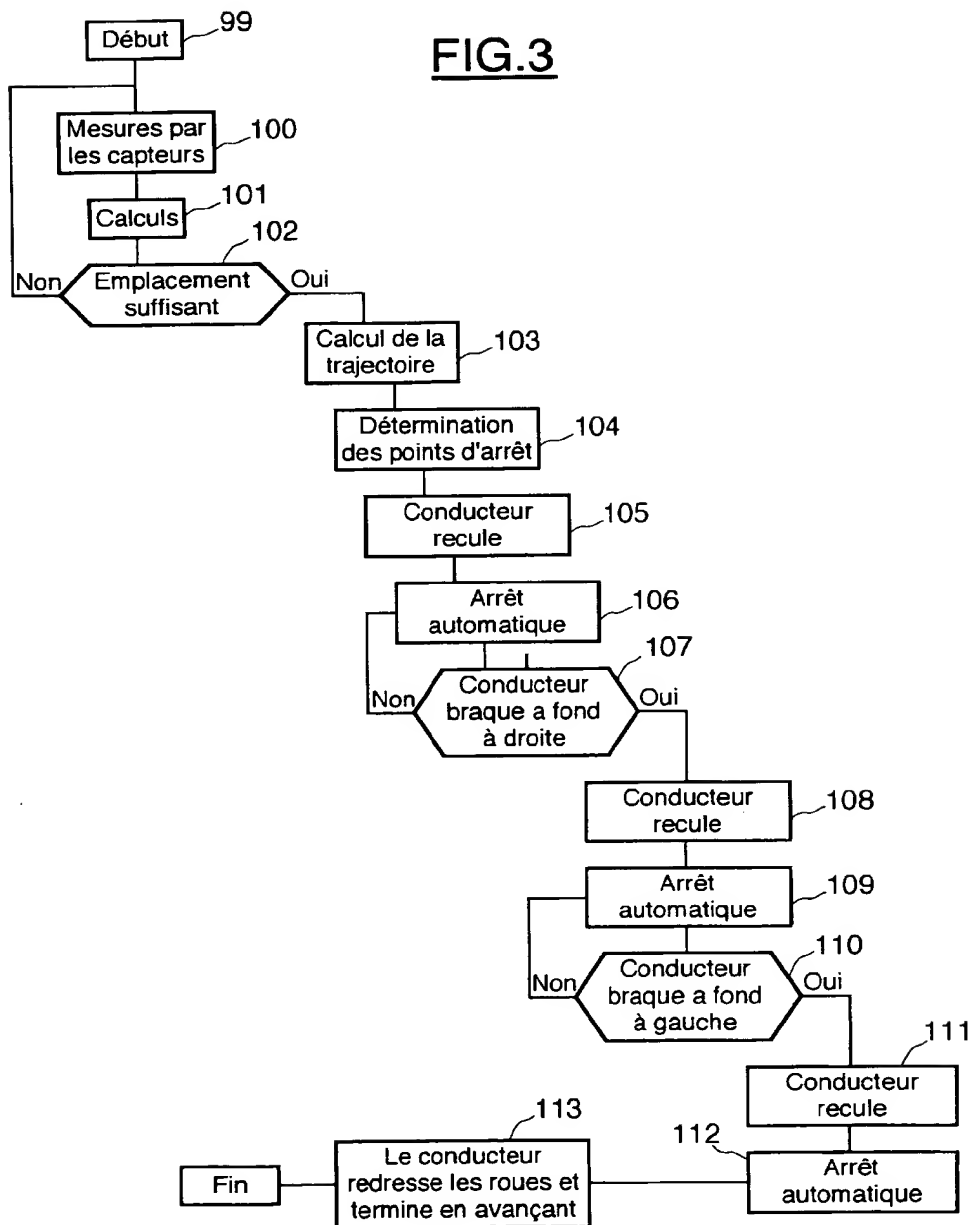 Début
99
FIG.3
Mesures par
les capteurs
100
Calculs
101
102
Non
Emplacement
suffisant
Oui
Calcul de la
trajectoire
103
Détermination
des points d'arrêt
104
Conducteur
recule
105
Arrêt
automatique
106
107
Non
Conducteur
braque a fond
à droite
Oui
Conducteur
recule
108
Arrêt
automatique
109
110
Non
Conducteur
braque a fond
à gauche
Oui
111
Conducteur
recule
112
Arrêt
automatique
113
Le conducteur
redresse les roues et
termine en avançant
Fin